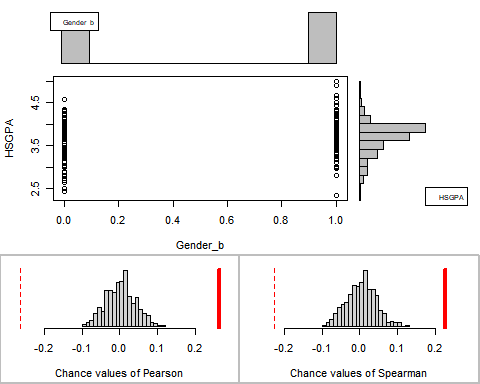 Gender_b
HSGPA
4.5
3.5
2.5
0.0 0.2 0.4 0.6 0.8 1.0
Gender_b
HSGPA
-0.2 -0.1 0.0 0.1 0.2
Chance values of Pearson
-0.2 -0.1 0.0 0.1 0.2
Chance values of Spearman